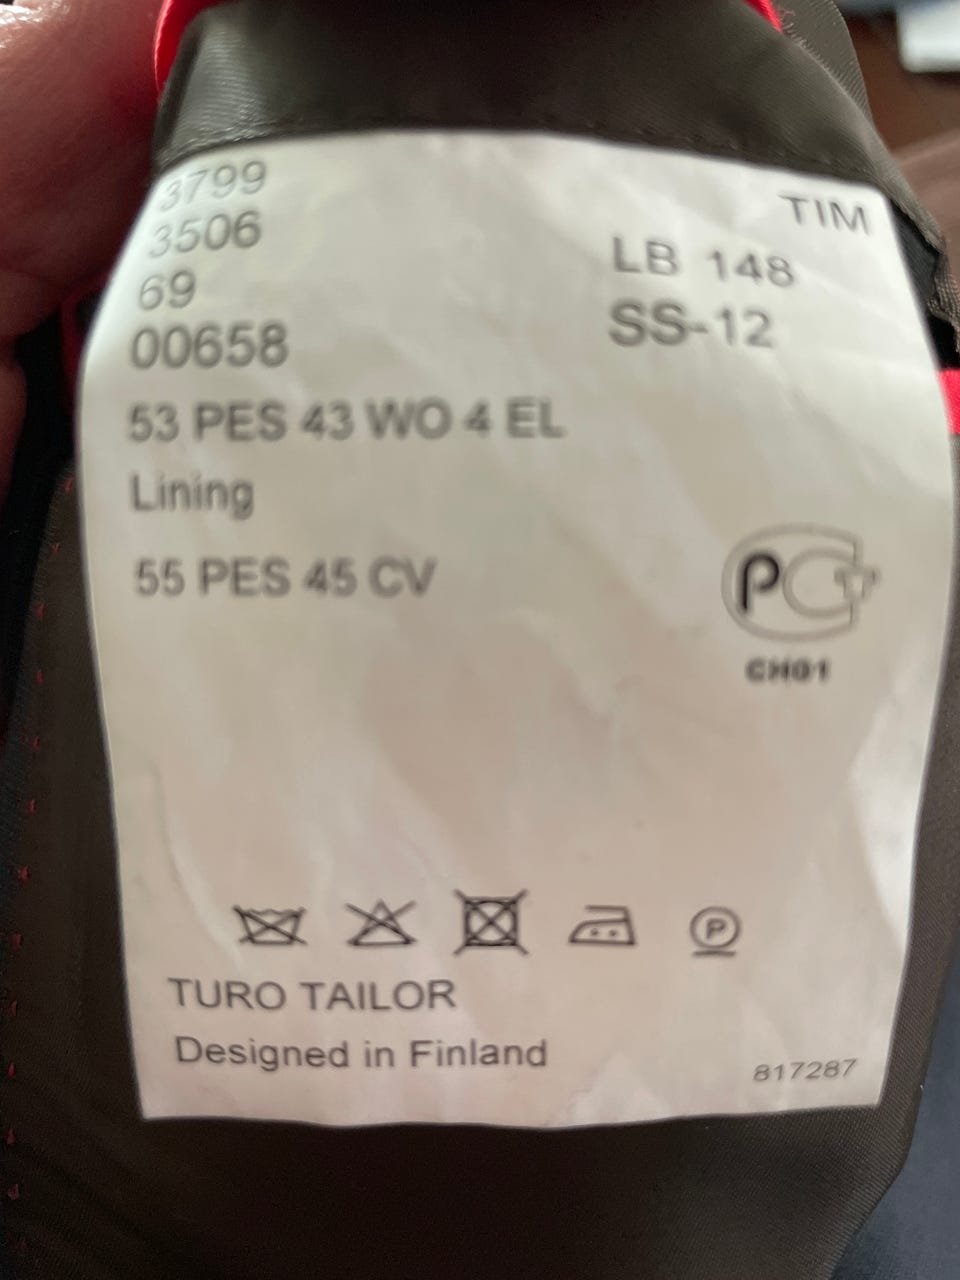 3799
3506
69
00658
TIM
LB 148
SS-12
53 PES 43 WO 4 EL
Lining
55 PES 45 CV
РСТ
CH01
P
TURO TAILOR
Designed in Finland
817287